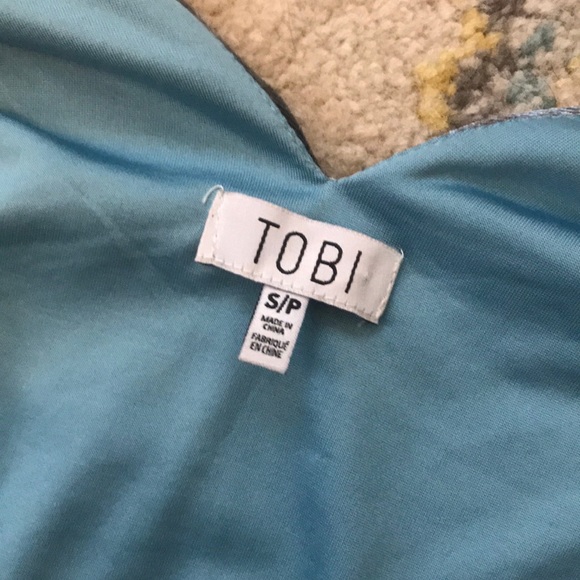 TOBI
S/P
MADE IN
CHINA
FABRIQUÉ
EN CHINE